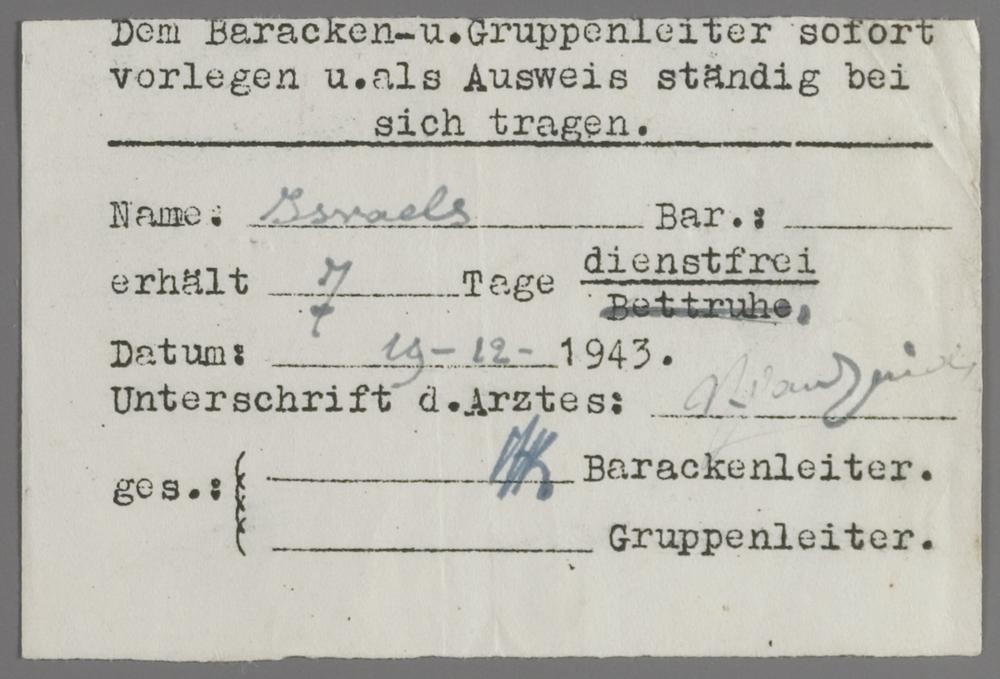 Dem Baracken-u.Gruppenleiter sofort
vorlegen u.als Ausweis ständig bei
sich tragen.
Name: Israels Bar.:
erhält 7 Tage dienstfrei
Bettruhe.
Datum: 19-12-1943.
Unterschrift d.Arztes:
ges.: Barackenleiter.
Gruppenleiter.